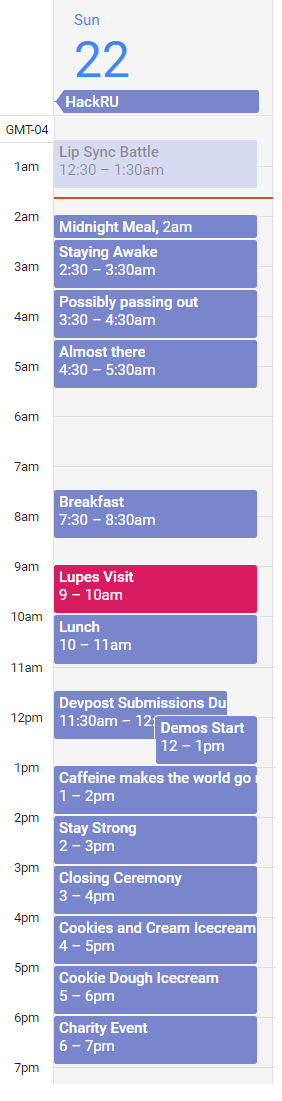 Sun
22
HackRU
GMT-04
Lip Sync Battle
12:30 – 1:30am
1am
2am
Midnight Meal, 2am
Staying Awake
2:30 – 3:30am
3am
Possibly passing out
3:30 – 4:30am
4am
Almost there
4:30 – 5:30am
5am
6am
7am
Breakfast
7:30 – 8:30am
8am
9am
Lupes Visit
9 – 10am
10am
Lunch
10 – 11am
11am
Devpost Submissions Du
11:30am – 12:
12pm
Demos Start
12 – 1pm
1pm
Caffeine makes the world go
1 – 2pm
2pm
Stay Strong
2 – 3pm
3pm
Closing Ceremony
3 – 4pm
4pm
Cookies and Cream Icecream
4 – 5pm
5pm
Cookie Dough Icecream
5 – 6pm
6pm
Charity Event
6 – 7pm
7pm